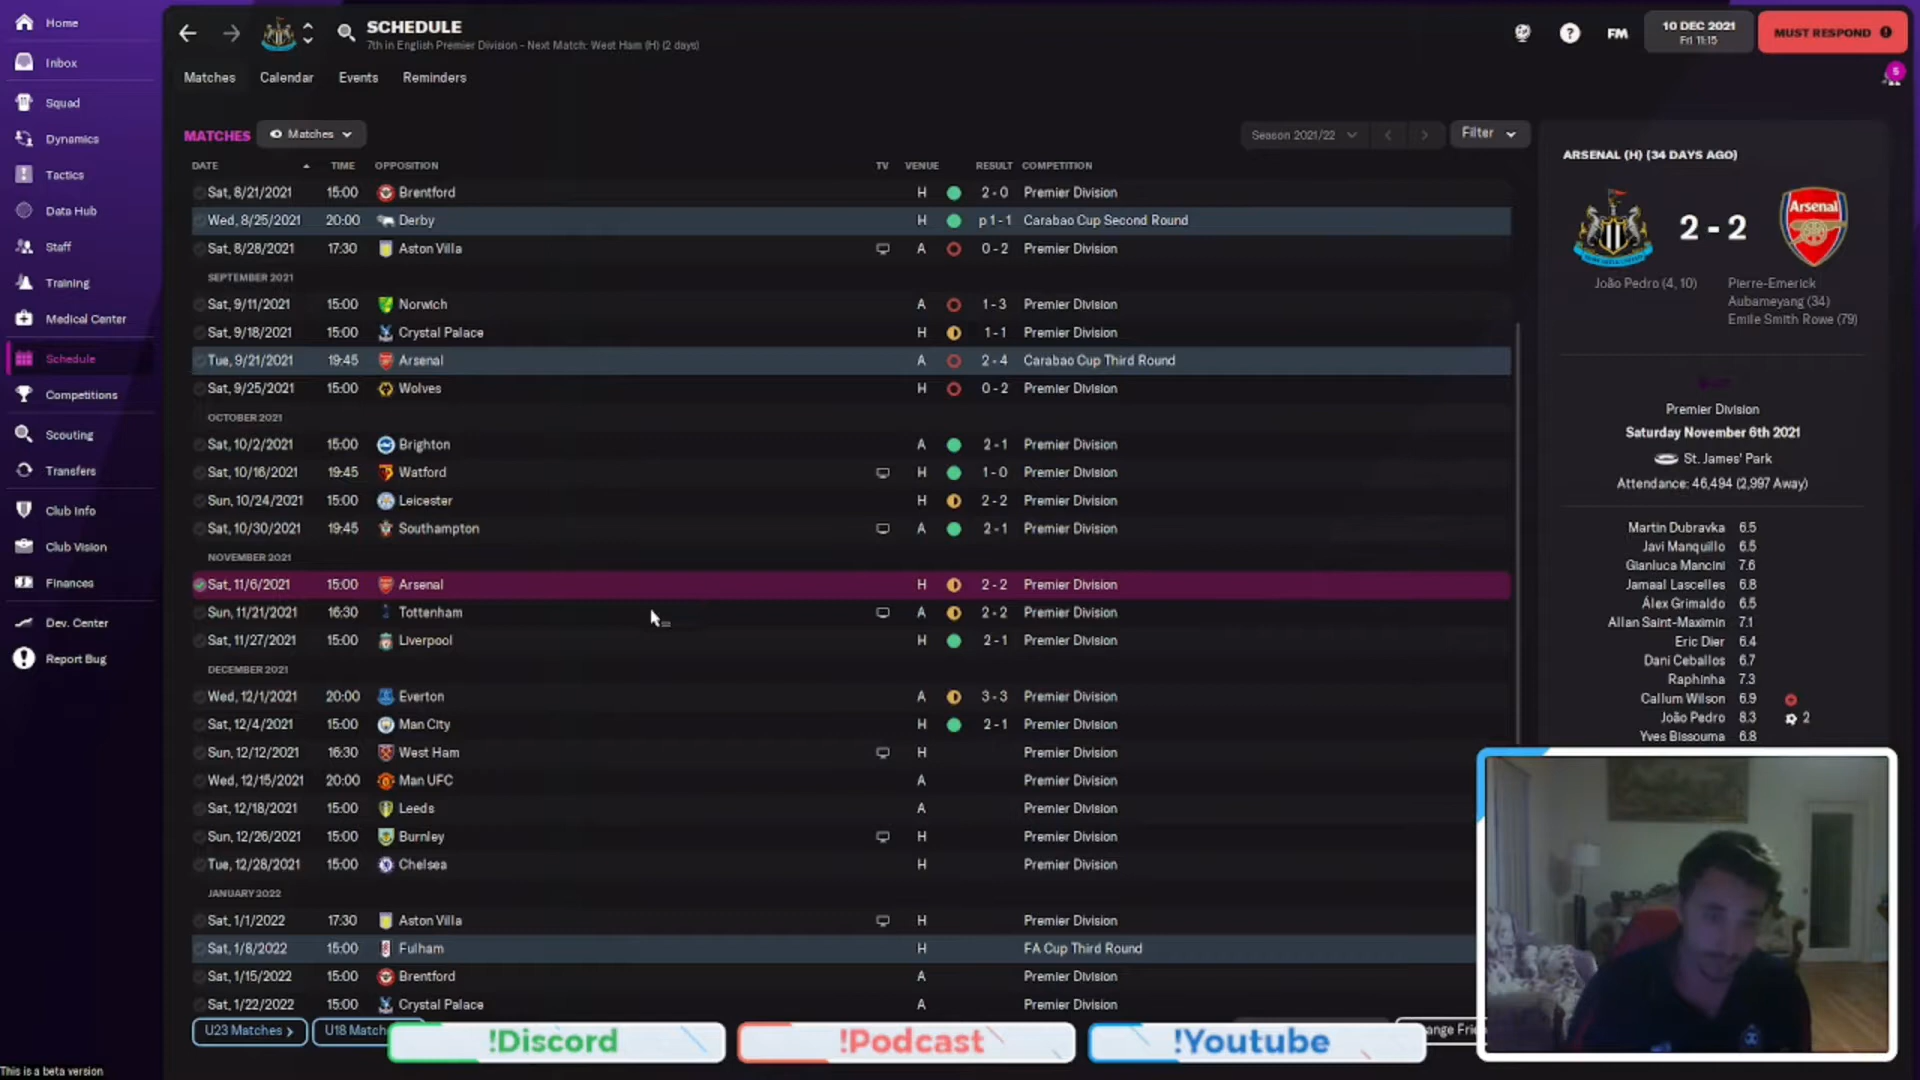 Home
Inbox
Squad
Dynamics
Tactics
Data Hub
Staff
Training
Medical Center
Schedule
Competitions
Scouting
Transfers
Club Info
Club Vision
Finances
Dev. Center
Report Bug
This is a beta version
SCHEDULE
7th in English Premier Division - Next Match: West Ham (H) (2 days)
FM
10 DEC 2021
Fri 11:15
MUST RESPOND
5
Matches Calendar Events Reminders
MATCHES Matches Season 2021/22 Filter
DATE TIME OPPOSITION TV VENUE RESULT COMPETITION
Sat, 8/21/2021 15:00 Brentford H 2 - 0 Premier Division
Wed, 8/25/2021 20:00 Derby H p 1 - 1 Carabao Cup Second Round
Sat, 8/28/2021 17:30 Aston Villa A 0 - 2 Premier Division
SEPTEMBER 2021
Sat, 9/11/2021 15:00 Norwich A 1 - 3 Premier Division
Sat, 9/18/2021 15:00 Crystal Palace H 1 - 1 Premier Division
Tue, 9/21/2021 19:45 Arsenal A 2 - 4 Carabao Cup Third Round
Sat, 9/25/2021 15:00 Wolves H 0 - 2 Premier Division
OCTOBER 2021
Sat, 10/2/2021 15:00 Brighton A 2 - 1 Premier Division
Sat, 10/16/2021 19:45 Watford H 1 - 0 Premier Division
Sun, 10/24/2021 15:00 Leicester H 2 - 2 Premier Division
Sat, 10/30/2021 19:45 Southampton A 2 - 1 Premier Division
NOVEMBER 2021
Sat, 11/6/2021 15:00 Arsenal H 2 - 2 Premier Division
Sun, 11/21/2021 16:30 Tottenham A 2 - 2 Premier Division
Sat, 11/27/2021 15:00 Liverpool H 2 - 1 Premier Division
DECEMBER 2021
Wed, 12/1/2021 20:00 Everton A 3 - 3 Premier Division
Sat, 12/4/2021 15:00 Man City H 2 - 1 Premier Division
Sun, 12/12/2021 16:30 West Ham H Premier Division
Wed, 12/15/2021 20:00 Man UFC A Premier Division
Sat, 12/18/2021 15:00 Leeds A Premier Division
Sun, 12/26/2021 15:00 Burnley H Premier Division
Tue, 12/28/2021 15:00 Chelsea H Premier Division
JANUARY 2022
Sat, 1/1/2022 17:30 Aston Villa H Premier Division
Sat, 1/8/2022 15:00 Fulham H FA Cup Third Round
Sat, 1/15/2022 15:00 Brentford A Premier Division
Sat, 1/22/2022 15:00 Crystal Palace A Premier Division
U23 Matches U18 Match ange Frie
!Discord !Podcast !Youtube
ARSENAL (H) (34 DAYS AGO)
2 - 2
Arsenal
João Pedro (4, 10)
Pierre-Emerick
Aubameyang (34)
Emile Smith Rowe (79)
Premier Division
Saturday November 6th 2021
St. James' Park
Attendance: 46,494 (2,997 Away)
Martin Dubravka 6.5
Javi Manquillo 6.5
Gianluca Mancini 7.6
Jamaal Lascelles 6.8
Álex Grimaldo 6.5
Allan Saint-Maximin 7.1
Eric Dier 6.4
Dani Ceballos 6.7
Raphinha 7.3
Callum Wilson 6.9
João Pedro 8.3 2
Yves Bissouma 6.8